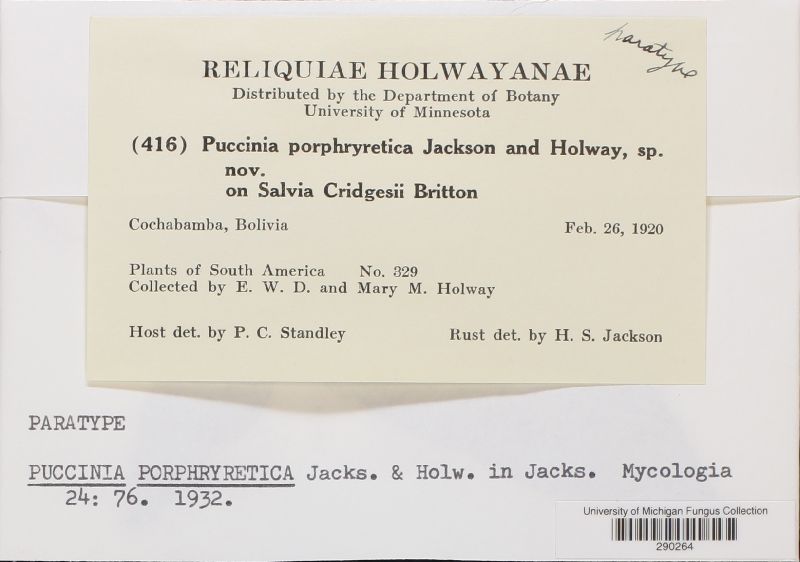 paratype
RELIQUIAE HOLWAYANAE
Distributed by the Department of Botany
University of Minnesota
(416) Puccinia porphryretica Jackson and Holway, sp.
nov.
on Salvia Cridgesii Britton
Cochabamba, Bolivia Feb. 26, 1920
Plants of South America No. 329
Collected by E. W. D. and Mary M. Holway
Host det. by P. C. Standley Rust det. by H. S. Jackson
PARATYPE
PUCCINIA PORPHRYRETICA Jacks. & Holw. in Jacks. Mycologia
24: 76. 1932.
University of Michigan Fungus Collection
290264